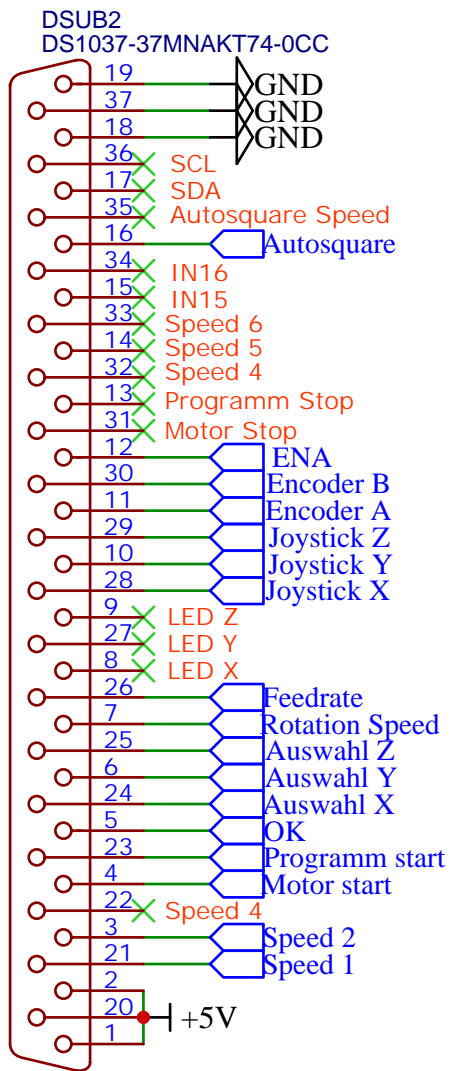 DSUB2
DS1037-37MNAKT74-0CC
19 GND
37 GND
18 GND
36 SCL
17 SDA
35 Autosquare Speed
16 Autosquare
34 IN16
15 IN15
33 Speed 6
14 Speed 5
32 Speed 4
13 Programm Stop
31 Motor Stop
12 ENA
30 Encoder B
11 Encoder A
29 Joystick Z
10 Joystick Y
28 Joystick X
9 LED Z
27 LED Y
8 LED X
26 Feedrate
7 Rotation Speed
25 Auswahl Z
6 Auswahl Y
24 Auswahl X
5 OK
23 Programm start
4 Motor start
22 Speed 4
3 Speed 2
21 Speed 1
2
20 +5V
1